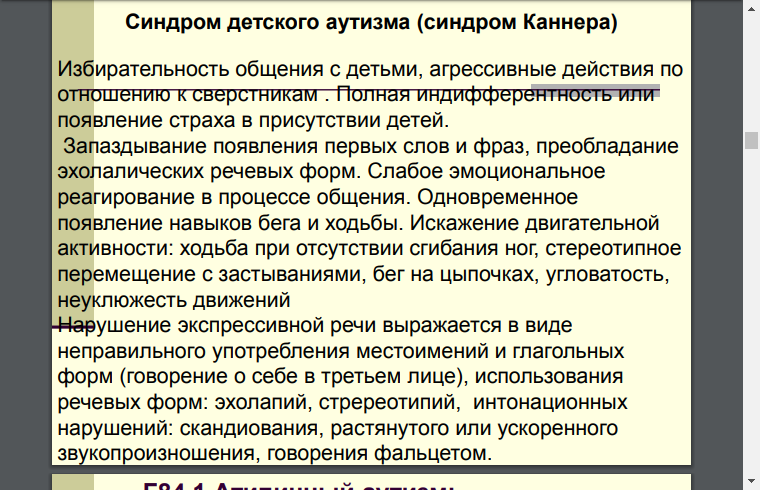 Синдром детского аутизма (синдром Каннера)
Избирательность общения с детьми, агрессивные действия по
отношению к сверстникам . Полная индифферентность или
появление страха в присутствии детей.
Запаздывание появления первых слов и фраз, преобладание
эхолалических речевых форм. Слабое эмоциональное
реагирование в процессе общения. Одновременное
появление навыков бега и ходьбы. Искажение двигательной
активности: ходьба при отсутствии сгибания ног, стереотипное
перемещение с застываниями, бег на цыпочках, угловатость,
неуклюжесть движений
Нарушение экспрессивной речи выражается в виде
неправильного употребления местоимений и глагольных
форм (говорение о себе в третьем лице), использования
речевых форм: эхолапий, стререотипий, интонационных
нарушений: скандиования, растянутого или ускоренного
звукопроизношения, говорения фальцетом.
F84.1 Атипичный аутизм: